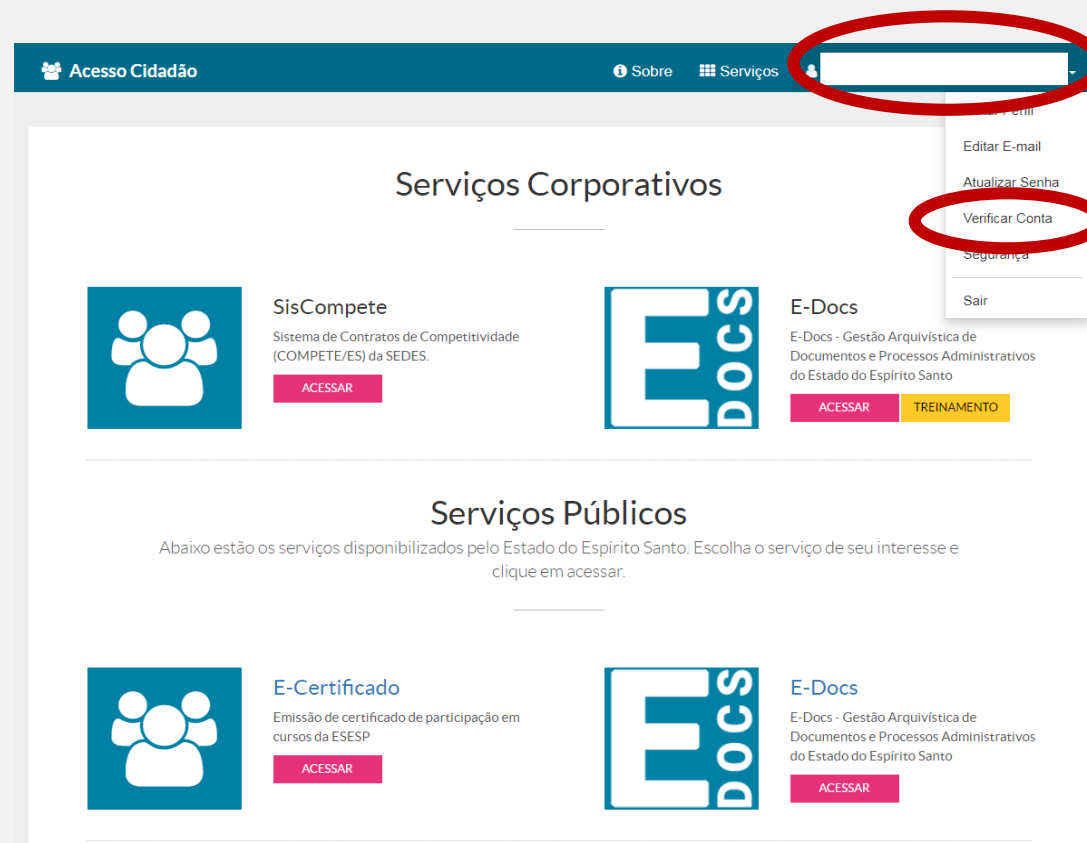 Acesso Cidadão
Sobre
Serviços
Editar E-mail
Atualizar Senha
Verificar Conta
Segurança
Sair
Serviços Corporativos
SisCompete
Sistema de Contratos de Competitividade
(COMPETE/ES) da SEDES.
ACESSAR
E DOCS
E-Docs
E-Docs - Gestão Arquivística de
Documentos e Processos Administrativos
do Estado do Espírito Santo
ACESSAR
TREINAMENTO
Serviços Públicos
Abaixo estão os serviços disponibilizados pelo Estado do Espírito Santo. Escolha o serviço de seu interesse e
clique em acessar.
E-Certificado
Emissão de certificado de participação em
cursos da ESESP
ACESSAR
E DOCS
E-Docs
E-Docs - Gestão Arquivística de
Documentos e Processos Administrativos
do Estado do Espírito Santo
ACESSAR